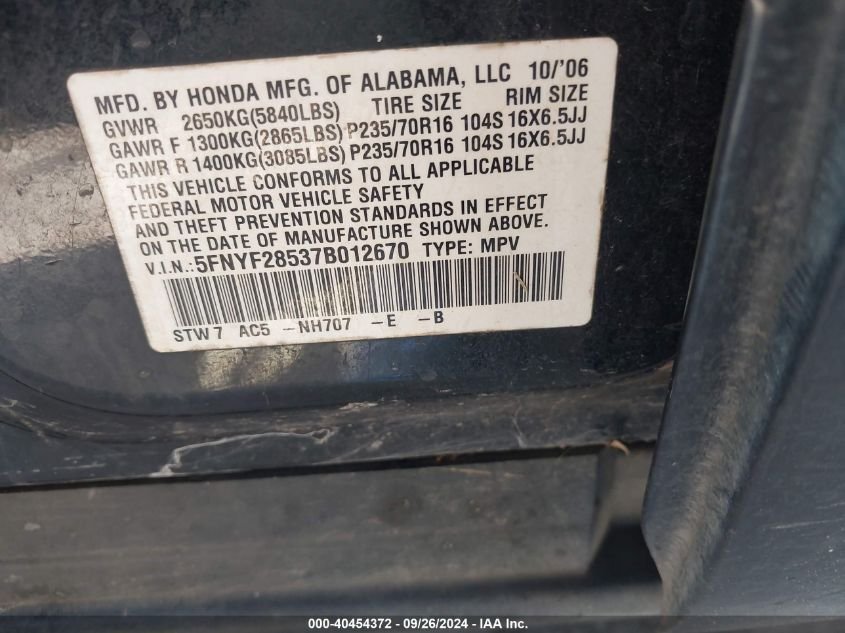 MFD. BY HONDA MFG. OF ALABAMA, LLC 10/'06
GVWR 2650KG(5840LBS) TIRE SIZE RIM SIZE
GAWR F 1300KG(2865LBS) P235/70R16 104S 16X6.5JJ
GAWR R 1400KG(3085LBS) P235/70R16 104S 16X6.5JJ
THIS VEHICLE CONFORMS TO ALL APPLICABLE
FEDERAL MOTOR VEHICLE SAFETY
AND THEFT PREVENTION STANDARDS IN EFFECT
ON THE DATE OF MANUFACTURE SHOWN ABOVE.
V.I.N.:5FNYF28537B012670 TYPE: MPV
STW7 AC5 -NH707 -E -B
000-40454372 - 09/26/2024 - IAA Inc.